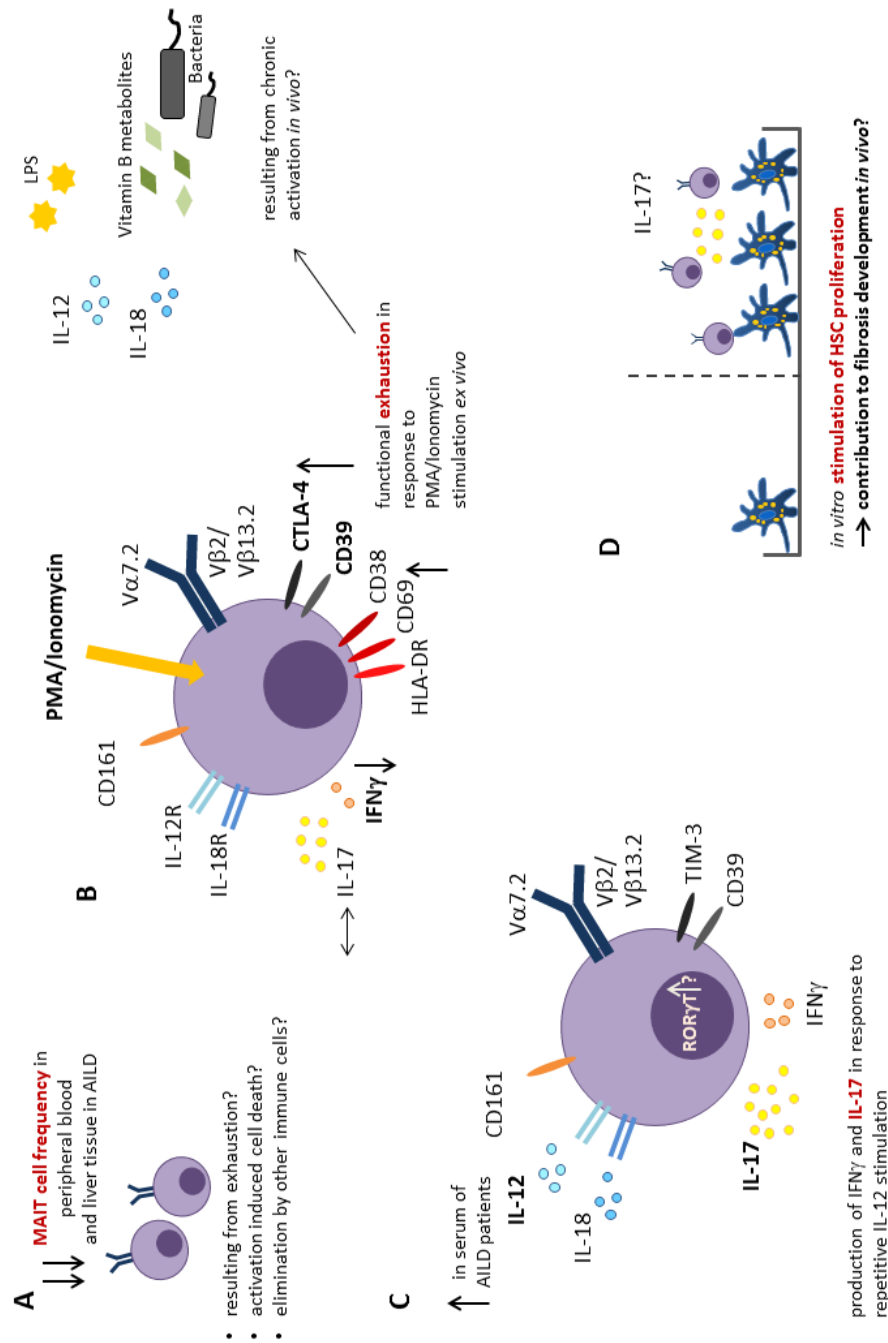 A
MAIT cell frequency in
peripheral blood
and liver tissue in AILD
• resulting from exhaustion?
• activation induced cell death?
• elimination by other immune cells?
B
PMA/Ionomycin
CD161
IL-12R
IL-18R
Vα7.2
Vβ2/
Vβ13.2
CTLA-4
CD39
CD38
CD69
HLA-DR
IFNγ
IL-17
functional exhaustion in
response to
PMA/Ionomycin
stimulation ex vivo
IL-12
IL-18
LPS
Vitamin B metabolites
Bacteria
resulting from chronic
activation in vivo?
C
in serum of
AILD patients
IL-12
IL-18
CD161
Vα7.2
Vβ2/
Vβ13.2
TIM-3
CD39
RORγT ?
IL-17
IFNγ
production of IFNγ and IL-17 in response to
repetitive IL-12 stimulation
D
IL-17?
in vitro stimulation of HSC proliferation
→ contribution to fibrosis development in vivo?